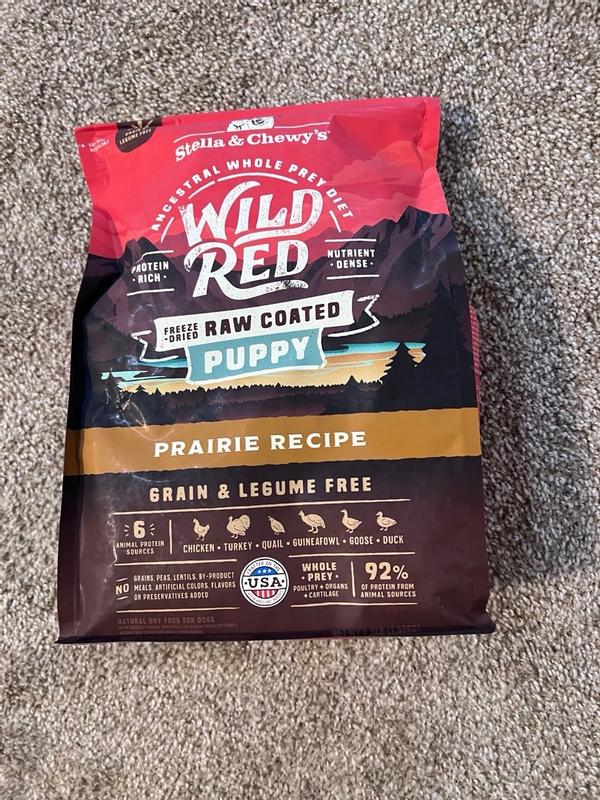 LEGUME FREE
Stella & Chewy's
ANCESTRAL WHOLE PREY DIET
WILD
RED
PROTEIN
• RICH •
NUTRIENT
• DENSE •
FREEZE
-DRIED RAW COATED
PUPPY
PRAIRIE RECIPE
GRAIN & LEGUME FREE
6
ANIMAL PROTEIN
SOURCES
CHICKEN • TURKEY • QUAIL • GUINEAFOWL • GOOSE • DUCK
NO GRAINS, PEAS, LENTILS, BY-PRODUCT
MEALS, ARTIFICIAL COLORS, FLAVORS
OR PRESERVATIVES ADDED
USA
WHOLE
• PREY •
POULTRY + ORGANS
+ CARTILAGE
92%
OF PROTEIN FROM
ANIMAL SOURCES
NATURAL DRY FOOD FOR DOGS